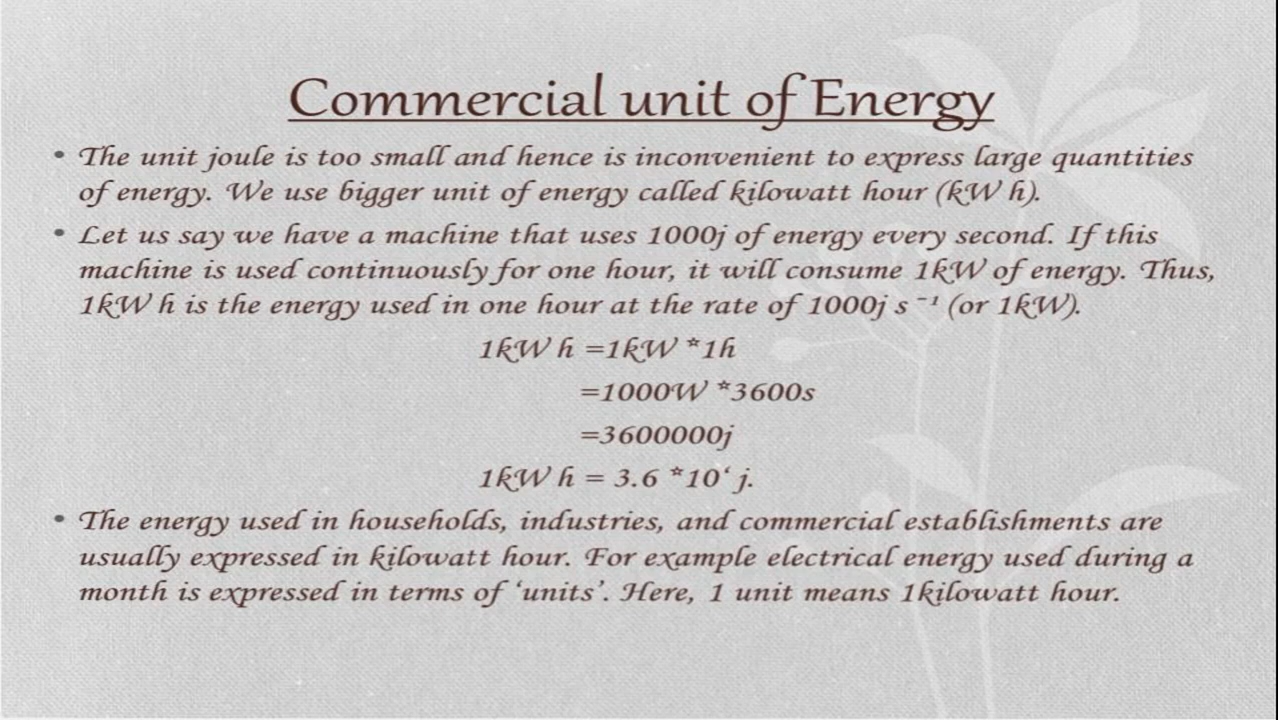 Commercial unit of Energy
• The unit joule is too small and hence is inconvenient to express large quantities
of energy. We use bigger unit of energy called kilowatt hour (kW h).
• Let us say we have a machine that uses 1000j of energy every second. If this
machine is used continuously for one hour, it will consume 1kW of energy. Thus,
1kW h is the energy used in one hour at the rate of 1000j s ⁻¹ (or 1kW).
1kW h =1kW *1h
=1000W *3600s
=3600000j
1kW h = 3.6 *10‘ j.
• The energy used in households, industries, and commercial establishments are
usually expressed in kilowatt hour. For example electrical energy used during a
month is expressed in terms of ‘units’. Here, 1 unit means 1kilowatt hour.